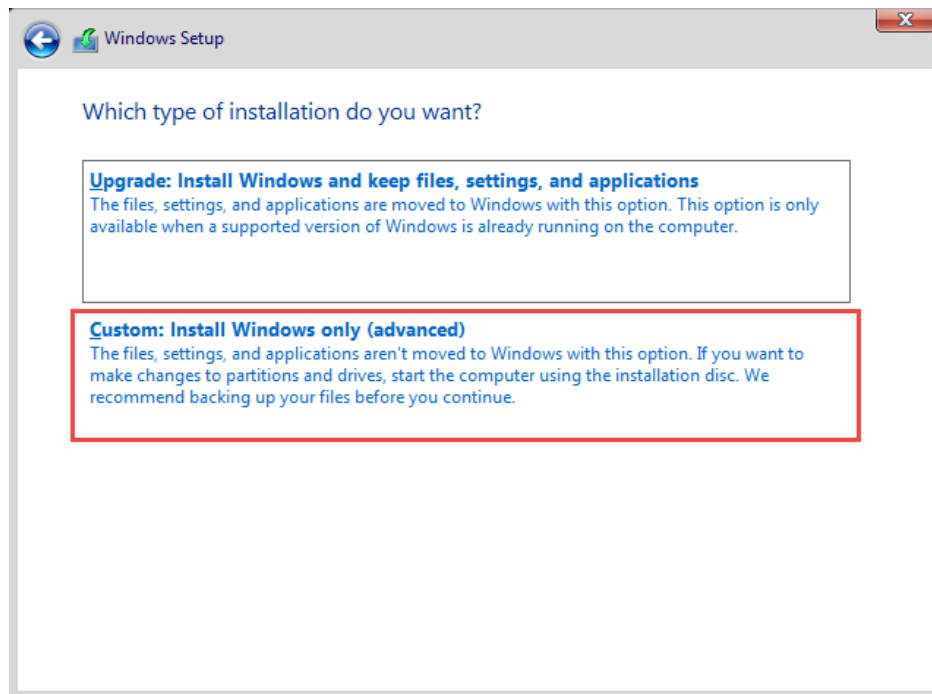 Windows Setup
Which type of installation do you want?
Upgrade: Install Windows and keep files, settings, and applications
The files, settings, and applications are moved to Windows with this option. This option is only
available when a supported version of Windows is already running on the computer.
Custom: Install Windows only (advanced)
The files, settings, and applications aren't moved to Windows with this option. If you want to
make changes to partitions and drives, start the computer using the installation disc. We
recommend backing up your files before you continue.